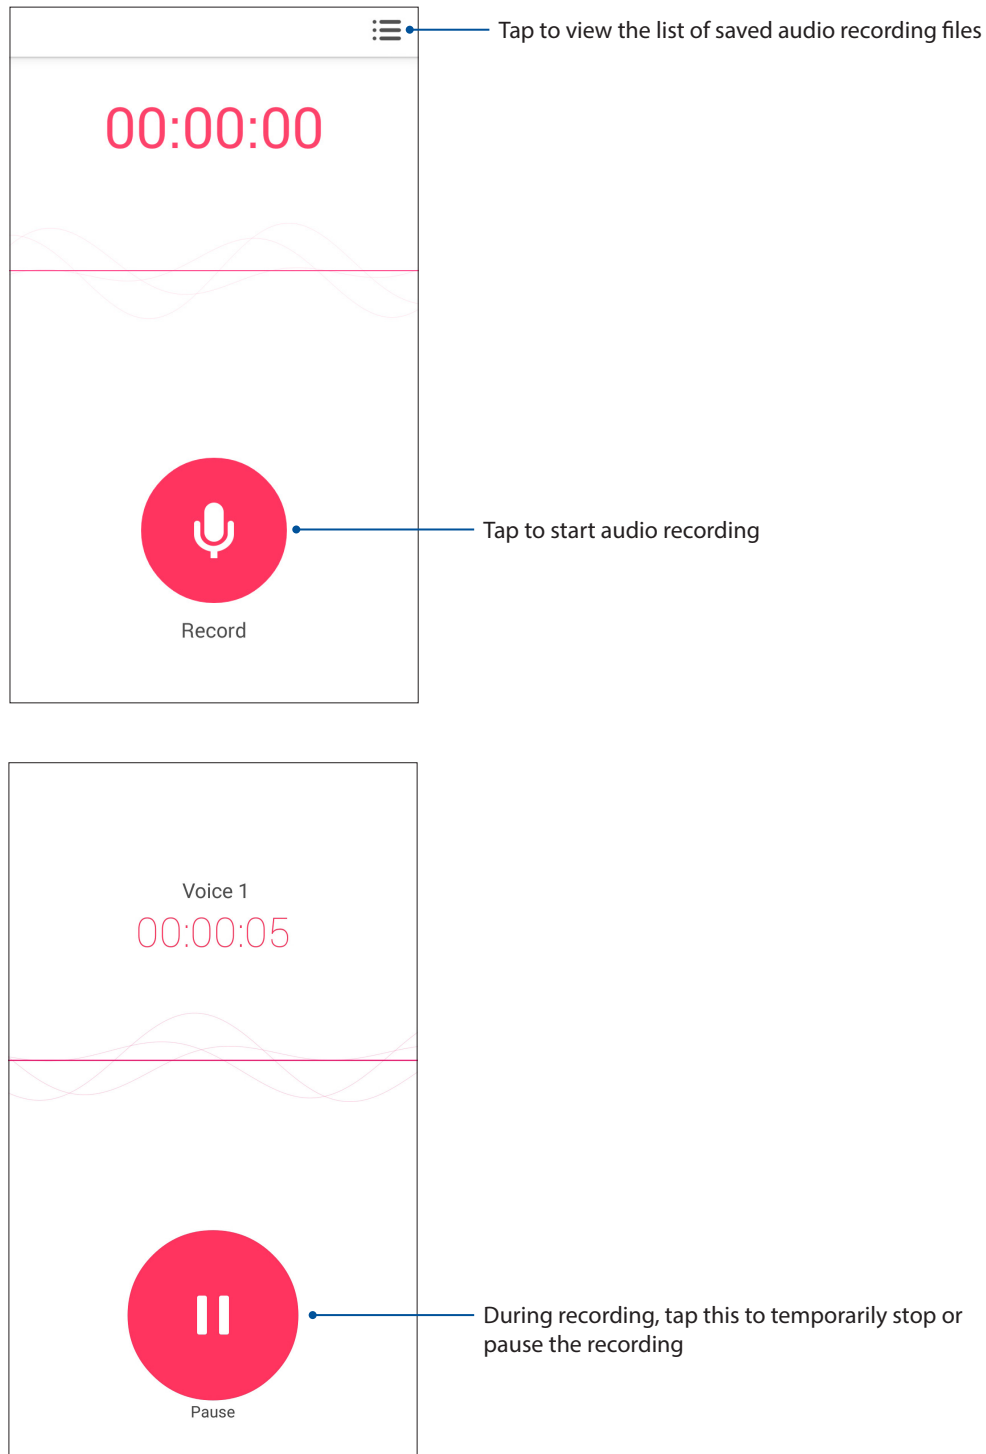 Tap to view the list of saved audio recording files
00:00:00
Tap to start audio recording
Record
Voice 1
00:00:05
During recording, tap this to temporarily stop or
pause the recording
Pause